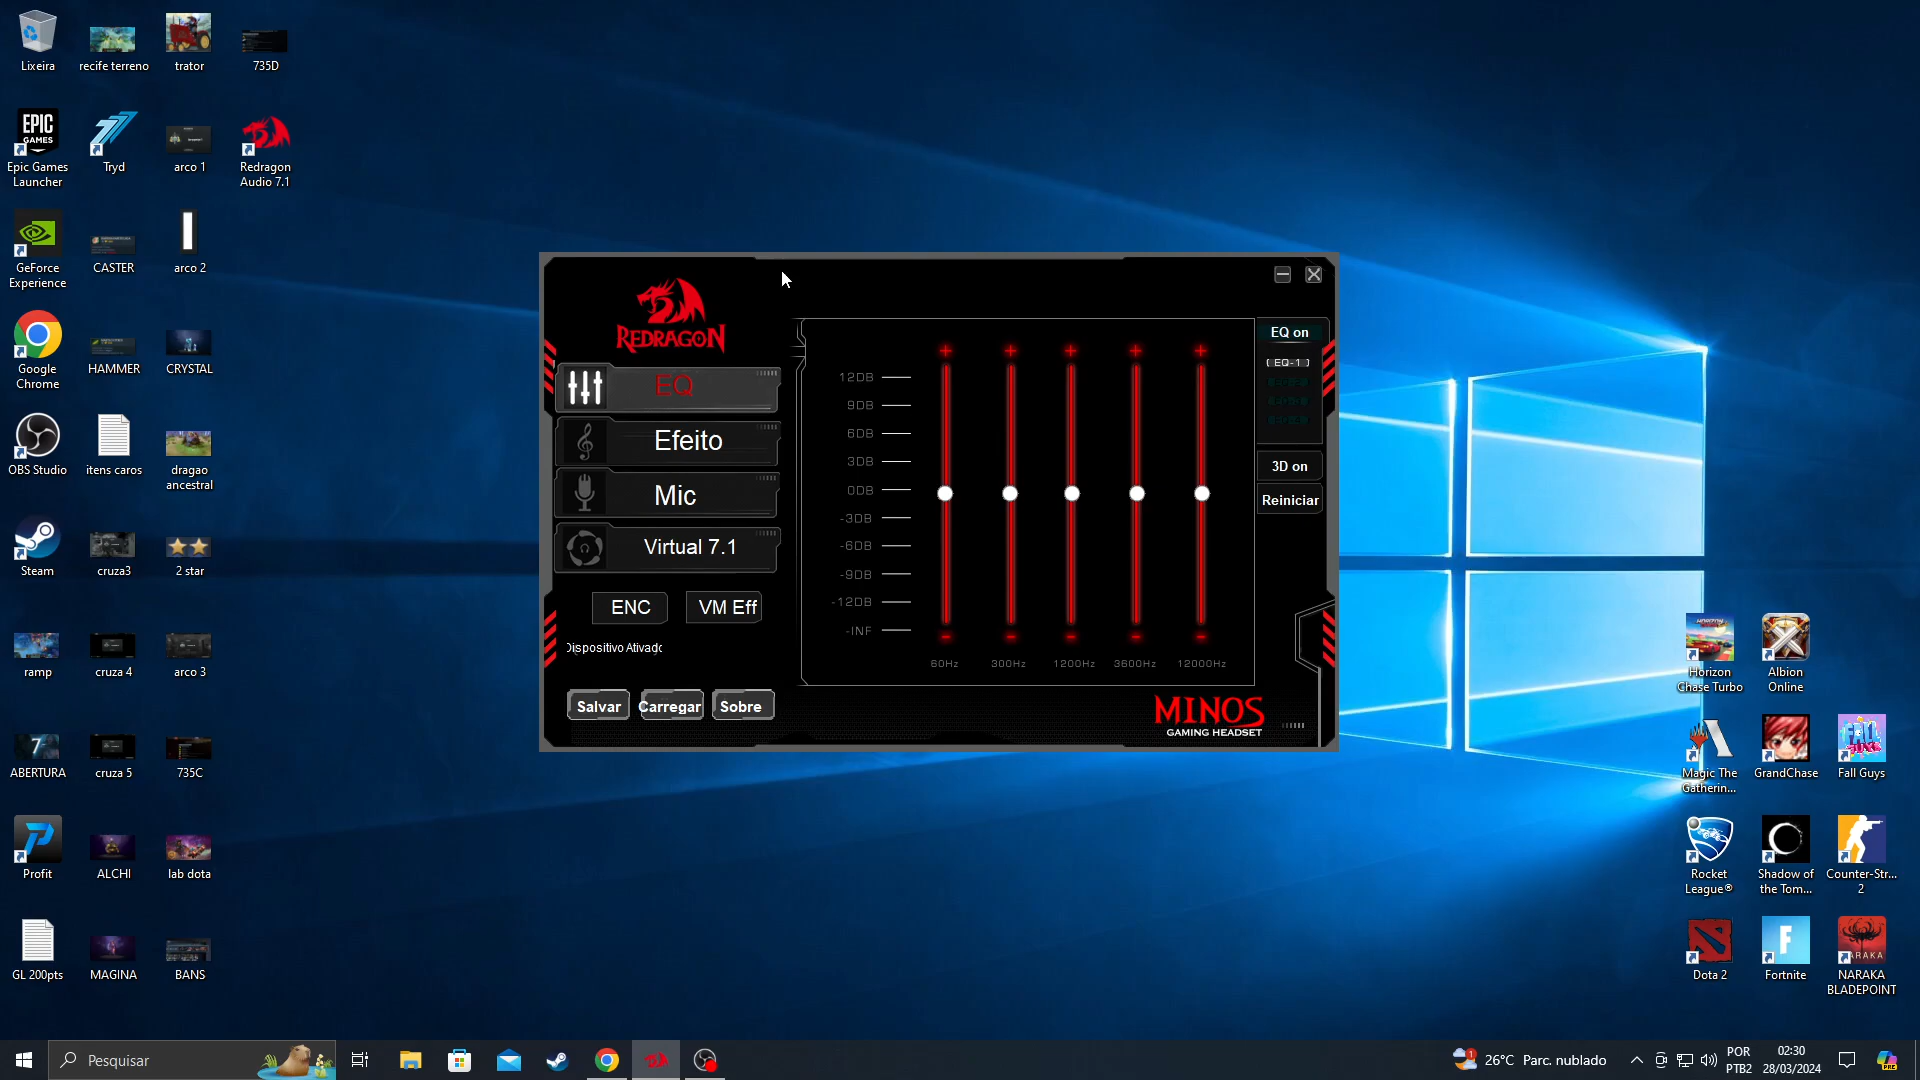 Lixeira
recife terreno
trator
735D
Epic Games
Launcher
Tryd
arco 1
Redragon
Audio 7.1
GeForce
Experience
CASTER
arco 2
Google
Chrome
HAMMER
CRYSTAL
OBS Studio
itens caros
dragao
ancestral
Steam
cruza3
2 star
ramp
cruza 4
arco 3
ABERTURA
cruza 5
735C
Profit
ALCHI
lab dota
GL 200pts
MAGINA
BANS
REDRAGON
EQ
Efeito
Mic
Virtual 7.1
ENC
VM Eff
Dispositivo Ativado
Salvar
Carregar
Sobre
12DB
9DB
6DB
3DB
0DB
-3DB
-6DB
-9DB
-12DB
-INF
60Hz
300Hz
1200Hz
3600Hz
12000Hz
EQ on
EQ-1
3D on
Reiniciar
MINOS
GAMING HEADSET
Horizon
Chase Turbo
Albion
Online
Magic The
Gatherin...
GrandChase
Fall Guys
Rocket
League®
Shadow of
the Tom...
Counter-Str...
2
Dota 2
Fortnite
NARAKA
BLADEPOINT
Pesquisar
26°C Parc. nublado
POR
PTB2
02:30
28/03/2024